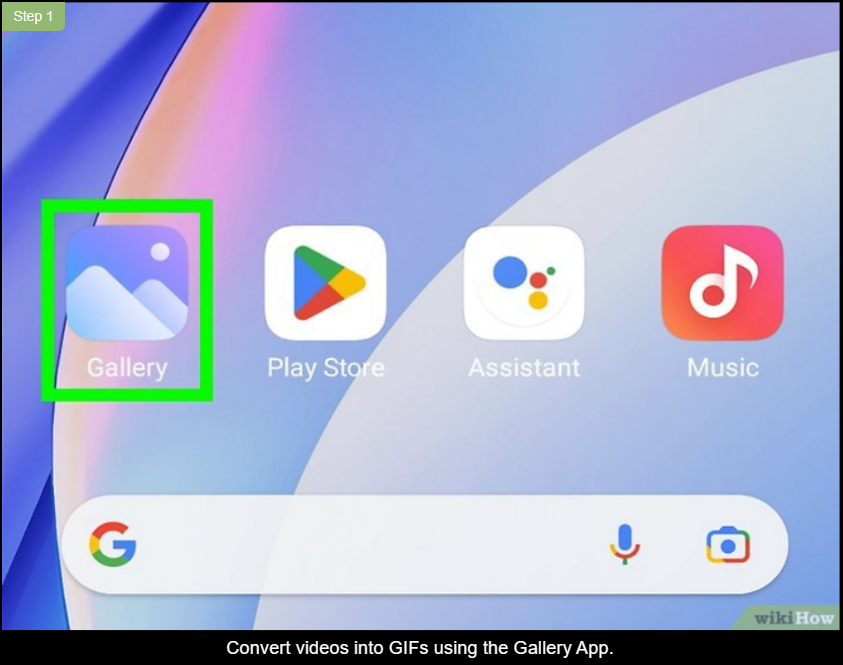 Step 1
Gallery
Play Store
Assistant
Music
G
wikiHow
Convert videos into GIFs using the Gallery App.